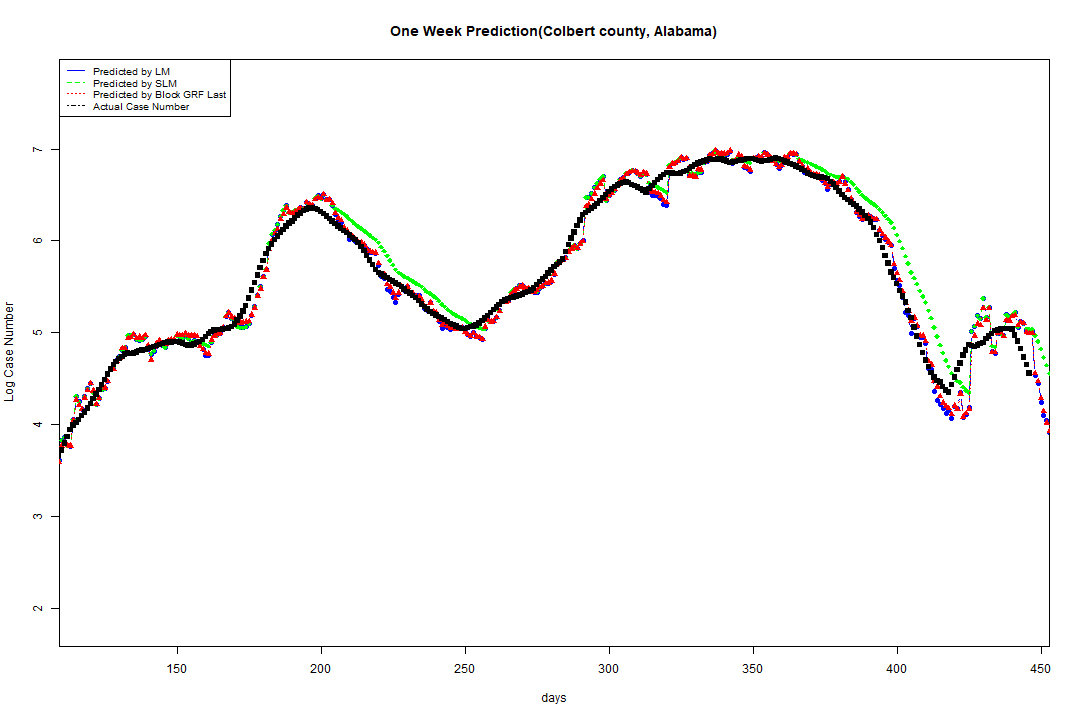 One Week Prediction(Colbert county, Alabama)
Predicted by LM
Predicted by SLM
Predicted by Block GRF Last
Actual Case Number
Log Case Number
7
6
5
4
3
2
150 200 250 300 350 400 450
days